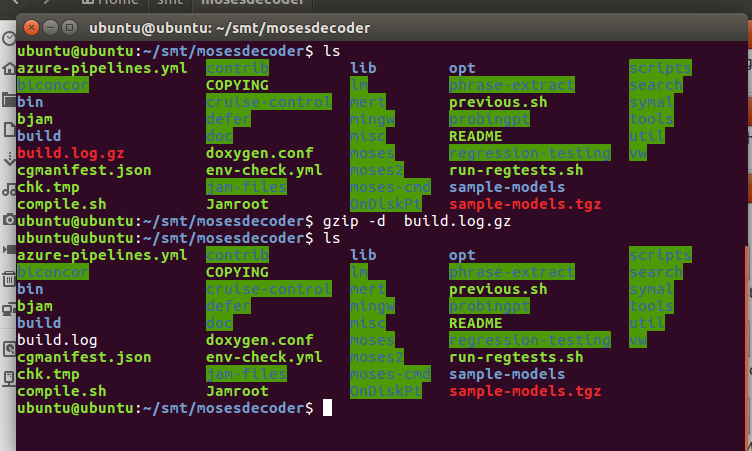 Home smt mosesdecoder
ubuntu@ubuntu: ~/smt/mosesdecoder
ubuntu@ubuntu:~/smt/mosesdecoder$ ls
azure-pipelines.yml contrib lib opt scripts
biconcor COPYING lm phrase-extract search
bin cruise-control mert previous.sh symal
bjam defer mingw probingpt tools
build doc misc README util
build.log.gz doxygen.conf moses regression-testing vw
cgmanifest.json env-check.yml moses2 run-regtests.sh
chk.tmp jam-files moses-cmd sample-models
compile.sh Jamroot OnDiskPt sample-models.tgz
ubuntu@ubuntu:~/smt/mosesdecoder$ gzip -d  build.log.gz
ubuntu@ubuntu:~/smt/mosesdecoder$ ls
azure-pipelines.yml contrib lib opt scripts
biconcor COPYING lm phrase-extract search
bin cruise-control mert previous.sh symal
bjam defer mingw probingpt tools
build doc misc README util
build.log doxygen.conf moses regression-testing vw
cgmanifest.json env-check.yml moses2 run-regtests.sh
chk.tmp jam-files moses-cmd sample-models
compile.sh Jamroot OnDiskPt sample-models.tgz
ubuntu@ubuntu:~/smt/mosesdecoder$